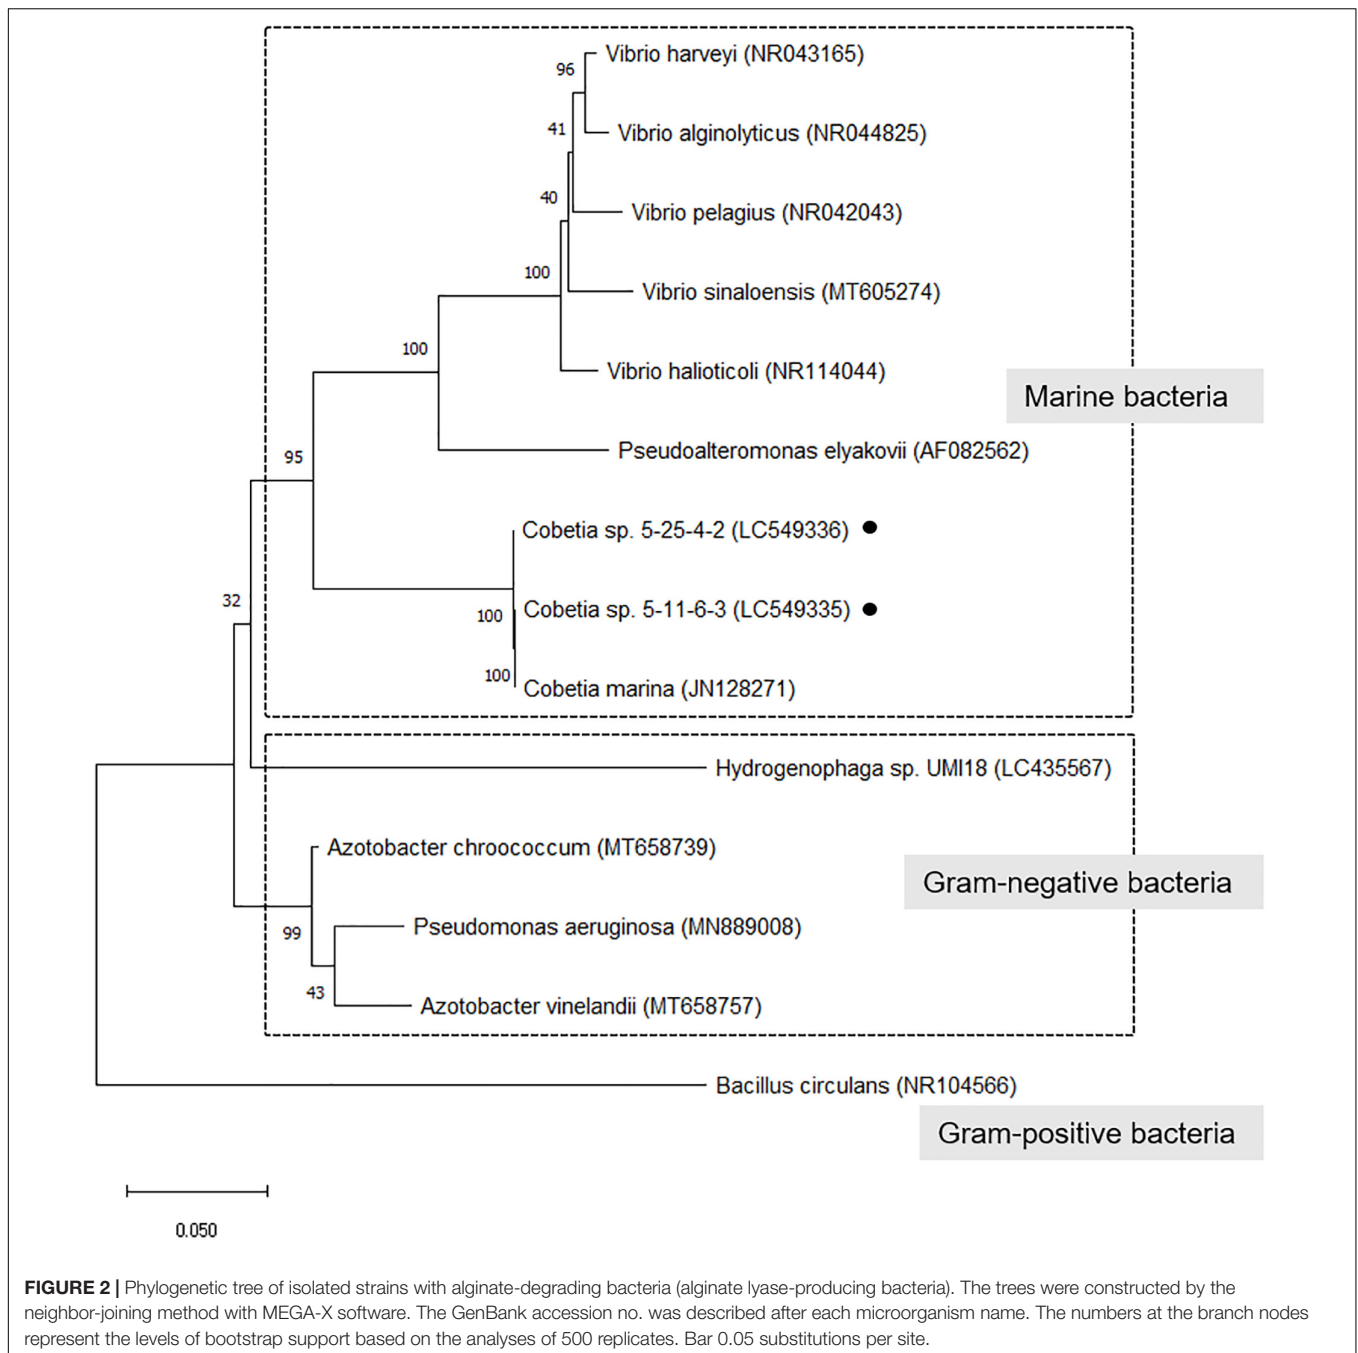 Vibrio harveyi (NR043165)
96
Vibrio alginolyticus (NR044825)
41
Vibrio pelagius (NR042043)
40
Vibrio sinaloensis (MT605274)
100
Vibrio halioticoli (NR114044)
100
Marine bacteria
Pseudoalteromonas elyakovii (AF082562)
95
Cobetia sp. 5-25-4-2 (LC549336)
Cobetia sp. 5-11-6-3 (LC549335)
32
100
100
Cobetia marina (JN128271)
Hydrogenophaga sp. UMI18 (LC435567)
Azotobacter chroococcum (MT658739)
Gram-negative bacteria
Pseudomonas aeruginosa (MN889008)
99
43
Azotobacter vinelandii (MT658757)
Bacillus circulans (NR104566)
Gram-positive bacteria
0.050
FIGURE 2 | Phylogenetic tree of isolated strains with alginate-degrading bacteria (alginate lyase-producing bacteria). The trees were constructed by the
neighbor-joining method with MEGA-X software. The GenBank accession no. was described after each microorganism name. The numbers at the branch nodes
represent the levels of bootstrap support based on the analyses of 500 replicates. Bar 0.05 substitutions per site.